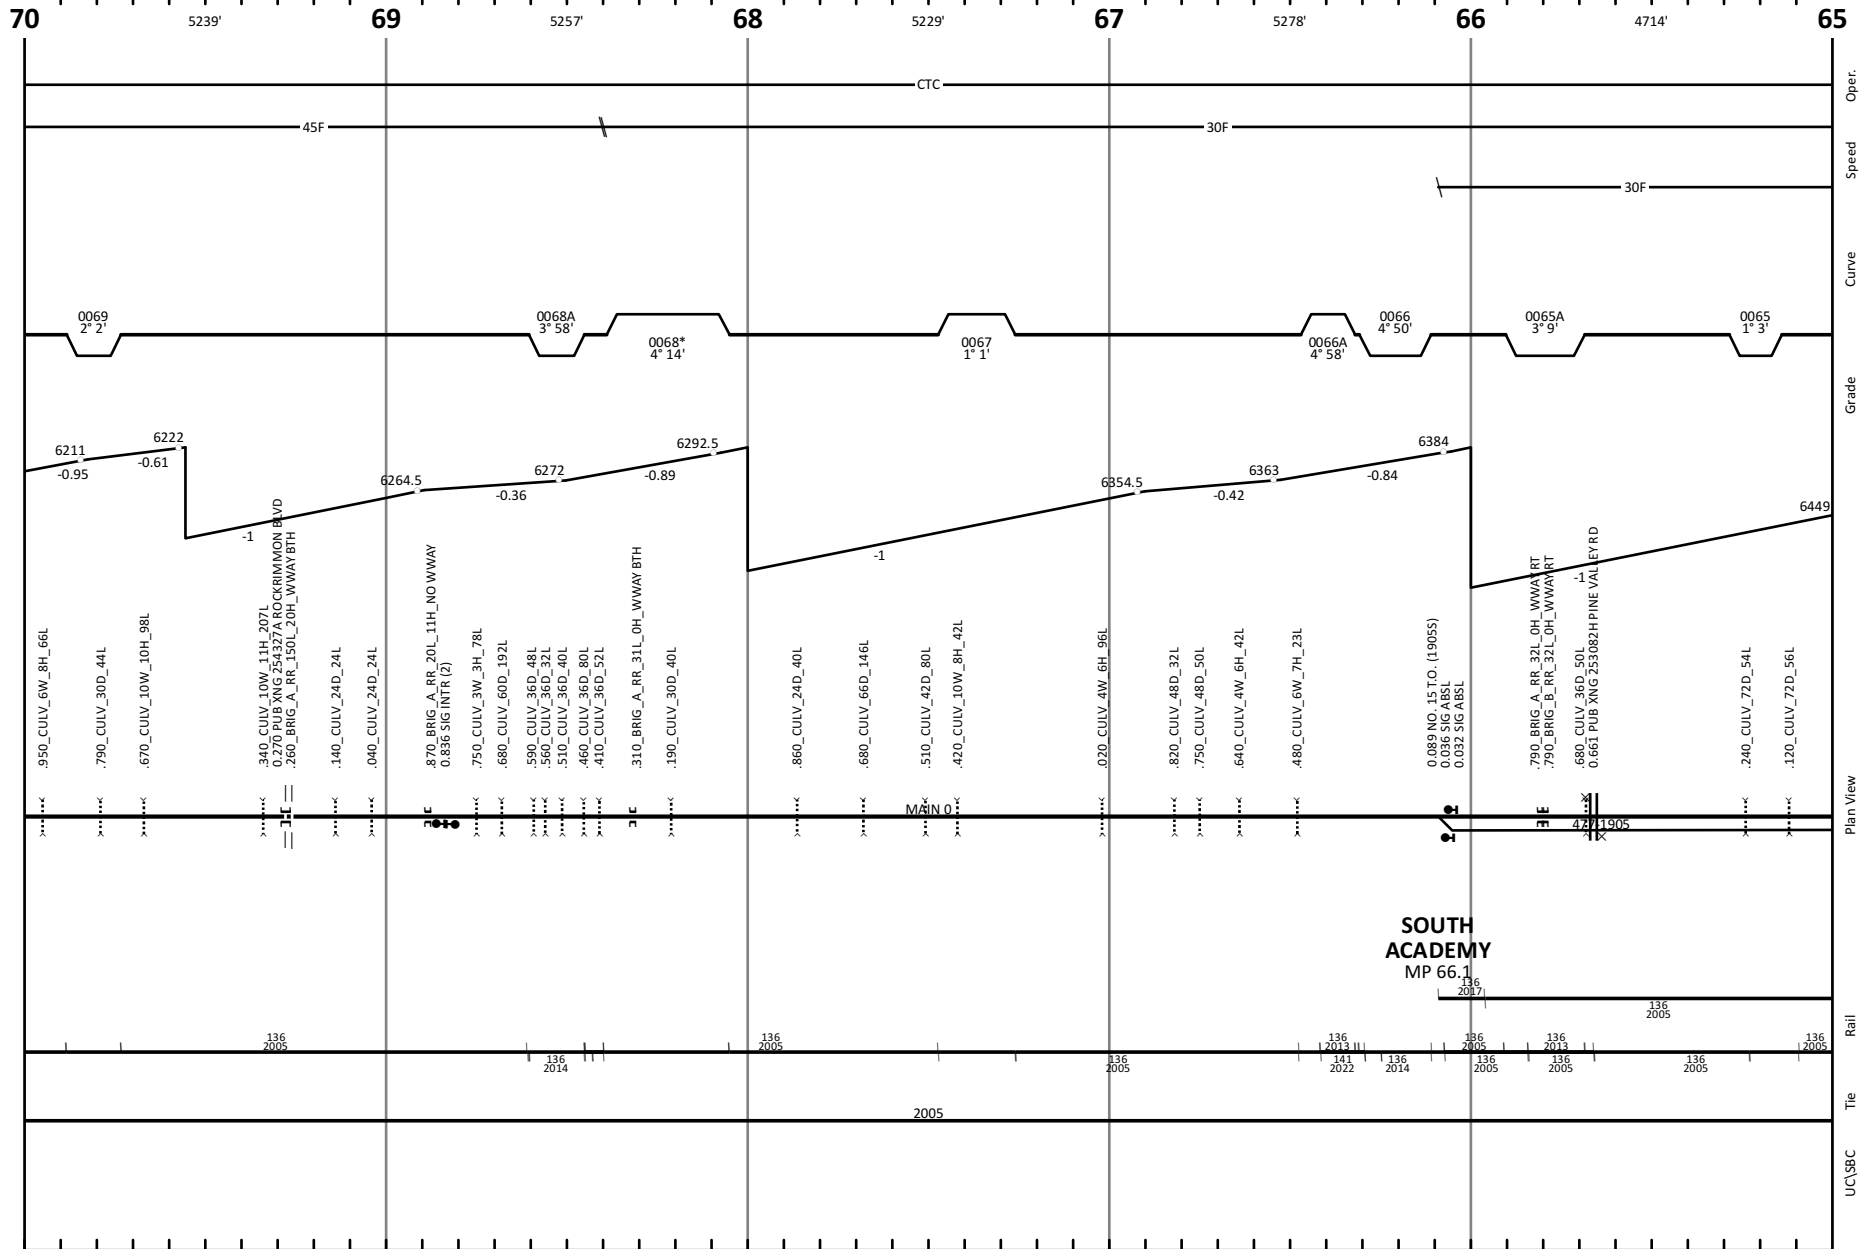 70
5239'
69
5257'
68
5229'
67
5278'
66
4714'
65
Oper.
CTC
45F
30F
Speed
30F
Curve
0069
2° 2'
0068A
3° 58'
0068*
4° 14'
0067
1° 1'
0066A
4° 58'
0066
4° 50'
0065A
3° 9'
0065
1° 3'
Grade
6211
-0.95
6222
-0.61
-1
6264.5
-0.36
6272
-0.89
6292.5
-1
6354.5
-0.42
6363
-0.84
6384
-1
6449
.950_CULV_6W_8H_66L
.790_CULV_30D_44L
.670_CULV_10W_10H_98L
.340_CULV_10W_11H_207L
0.270 PUB XNG 254327A ROCKRIMMON BLVD
.260_BRIG_A_RR_150L_20H_WWAY BTH
.140_CULV_24D_24L
.040_CULV_24D_24L
.870_BRIG_A_RR_20L_11H_NO WWAY
0.836 SIG INTR (2)
.750_CULV_3W_3H_78L
.680_CULV_60D_192L
.590_CULV_36D_48L
.560_CULV_36D_32L
.510_CULV_36D_40L
.460_CULV_36D_80L
.410_CULV_36D_52L
.310_BRIG_A_RR_31L_0H_WWAY BTH
.190_CULV_30D_40L
.860_CULV_24D_40L
.680_CULV_66D_146L
.510_CULV_42D_80L
.420_CULV_10W_8H_42L
.020_CULV_4W_6H_96L
.820_CULV_48D_32L
.750_CULV_48D_50L
.640_CULV_4W_6H_42L
.480_CULV_6W_7H_23L
0.089 NO. 15 T.O. (1905S)
0.036 SIG ABSL
0.032 SIG ABSL
.790_BRIG_A_RR_32L_0H_WWAY RT
.790_BRIG_B_RR_32L_0H_WWAY RT
.680_CULV_36D_50L
0.661 PUB XNG 253082H PINE VALLEY RD
.240_CULV_72D_54L
.120_CULV_72D_56L
Plan View
MAIN 0
477-1905
SOUTH
ACADEMY
MP 66.1
136
2017
136
2005
Rail
136
2005
136
2014
136
2005
136
2005
136
2013
141
2022
136
2014
136
2005
136
2005
136
2013
136
2005
136
2005
136
2005
Tie
2005
UC\SBC